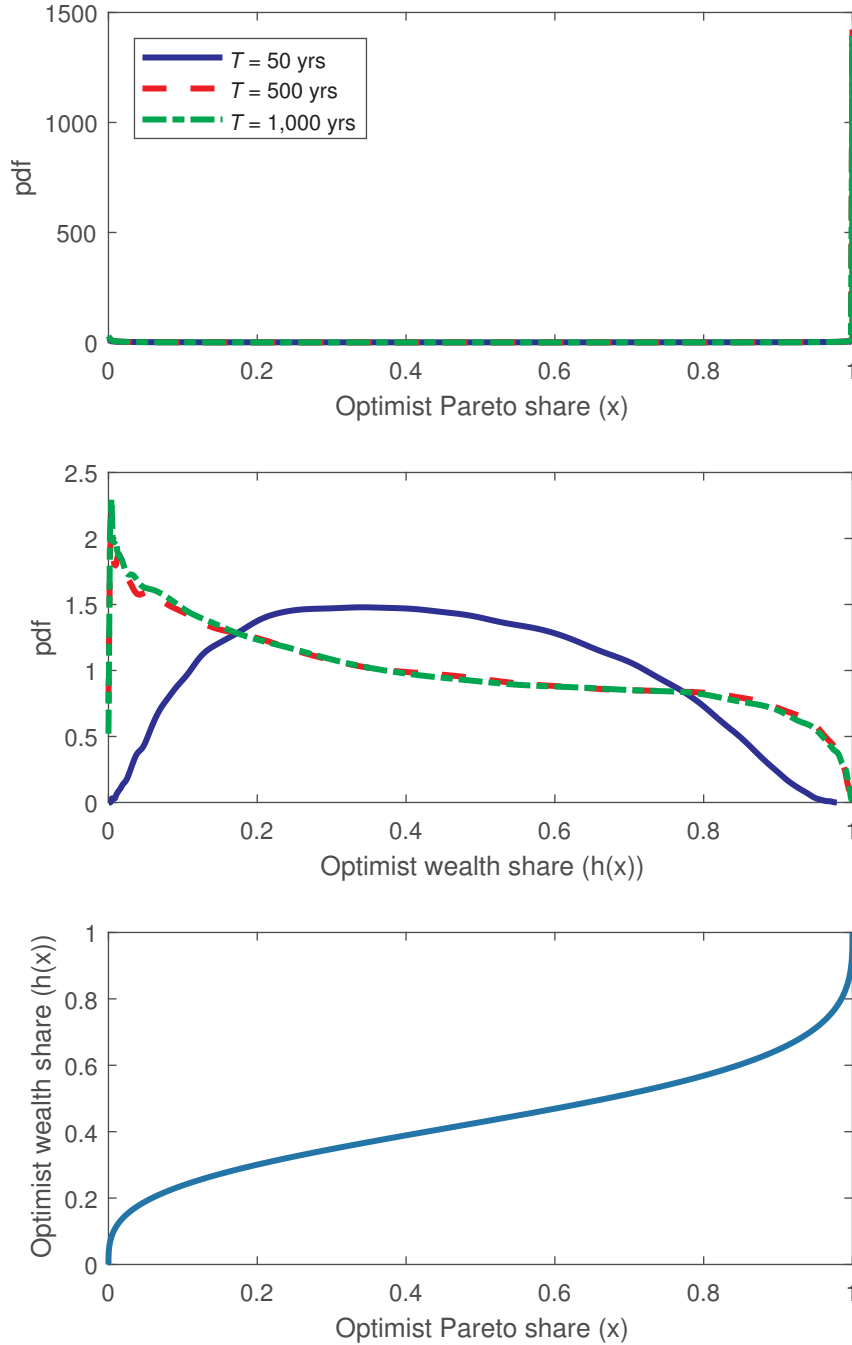 1500
1000
500
0
pdf
T = 50 yrs
T = 500 yrs
T = 1,000 yrs
0 0.2 0.4 0.6 0.8 1
Optimist Pareto share (x)
2.5
2
1.5
1
0.5
0
pdf
0 0.2 0.4 0.6 0.8 1
Optimist wealth share (h(x))
1
0.8
0.6
0.4
0.2
0
Optimist wealth share (h(x))
0 0.2 0.4 0.6 0.8 1
Optimist Pareto share (x)